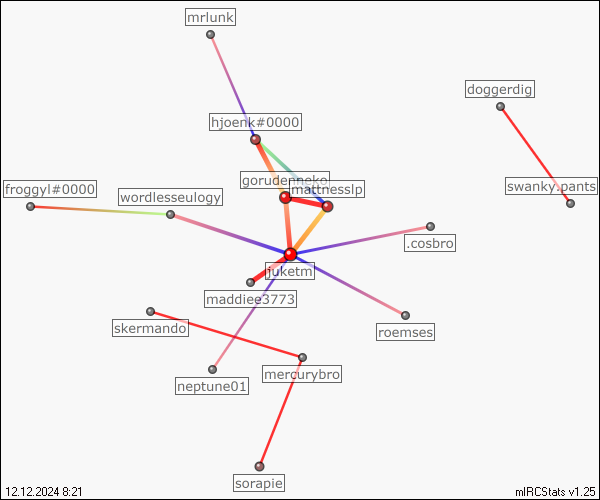 mrlunk
doggerdig
hjoenk#0000
gorudenneko
froggyl#0000
mattnesslp
swanky.pants
wordlesseulogy
.cosbro
juketm
maddiee3773
skermando
roemses
mercurybro
neptune01
sorapie
12.12.2024 8:21
mIRCStats v1.25